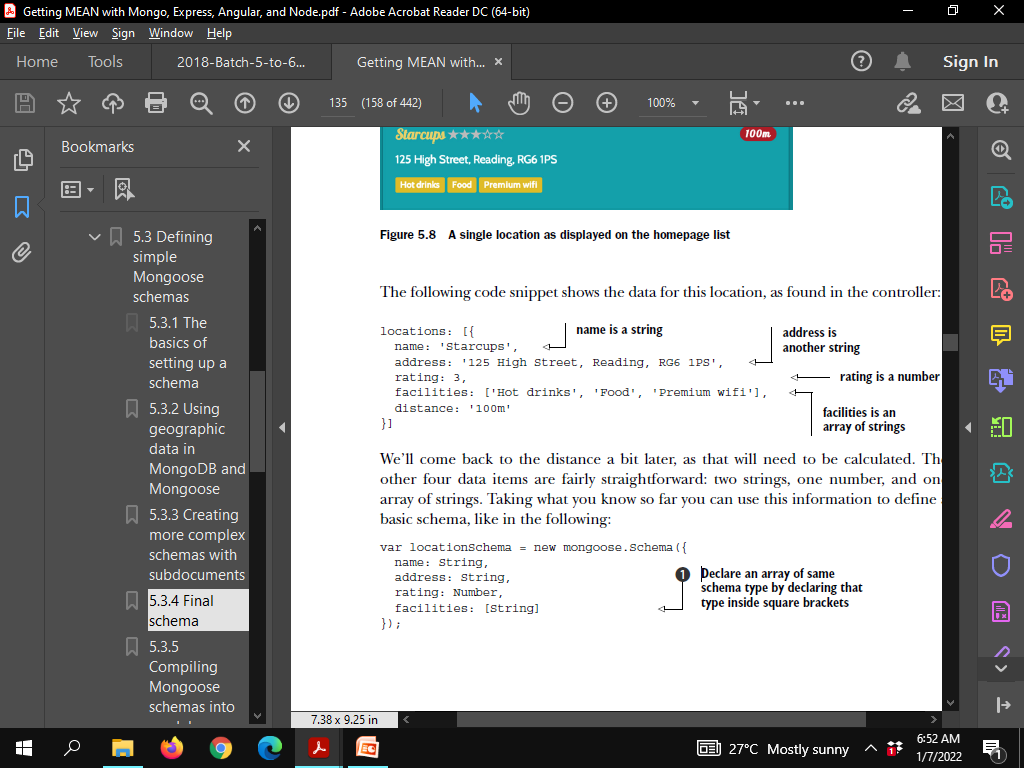 Getting MEAN with Mongo, Express, Angular, and Node.pdf - Adobe Acrobat Reader DC (64-bit)
File Edit View Sign Window Help
Home Tools 2018-Batch-5-to-6... Getting MEAN with... × Sign In
135 (158 of 442) 100%
Bookmarks
5.3 Defining
simple
Mongoose
schemas
5.3.1 The
basics of
setting up a
schema
5.3.2 Using
geographic
data in
MongoDB and
Mongoose
5.3.3 Creating
more complex
schemas with
subdocuments
5.3.4 Final
schema
5.3.5
Compiling
Mongoose
schemas into
Starcups 100m
125 High Street, Reading, RG6 1PS
Hot drinks Food Premium wifi
Figure 5.8 A single location as displayed on the homepage list
The following code snippet shows the data for this location, as found in the controller:
locations: [{
name: 'Starcups',
address: '125 High Street, Reading, RG6 1PS',
rating: 3,
facilities: ['Hot drinks', 'Food', 'Premium wifi'],
distance: '100m'
}]
name is a string
address is
another string
rating is a number
facilities is an
array of strings
We'll come back to the distance a bit later, as that will need to be calculated. Th
other four data items are fairly straightforward: two strings, one number, and on
array of strings. Taking what you know so far you can use this information to define
basic schema, like in the following:
var locationSchema = new mongoose.Schema({
name: String,
address: String,
rating: Number,
facilities: [String]
});
1 Declare an array of same
schema type by declaring that
type inside square brackets
7.38 x 9.25 in
27°C Mostly sunny
6:52 AM
1/7/2022
1